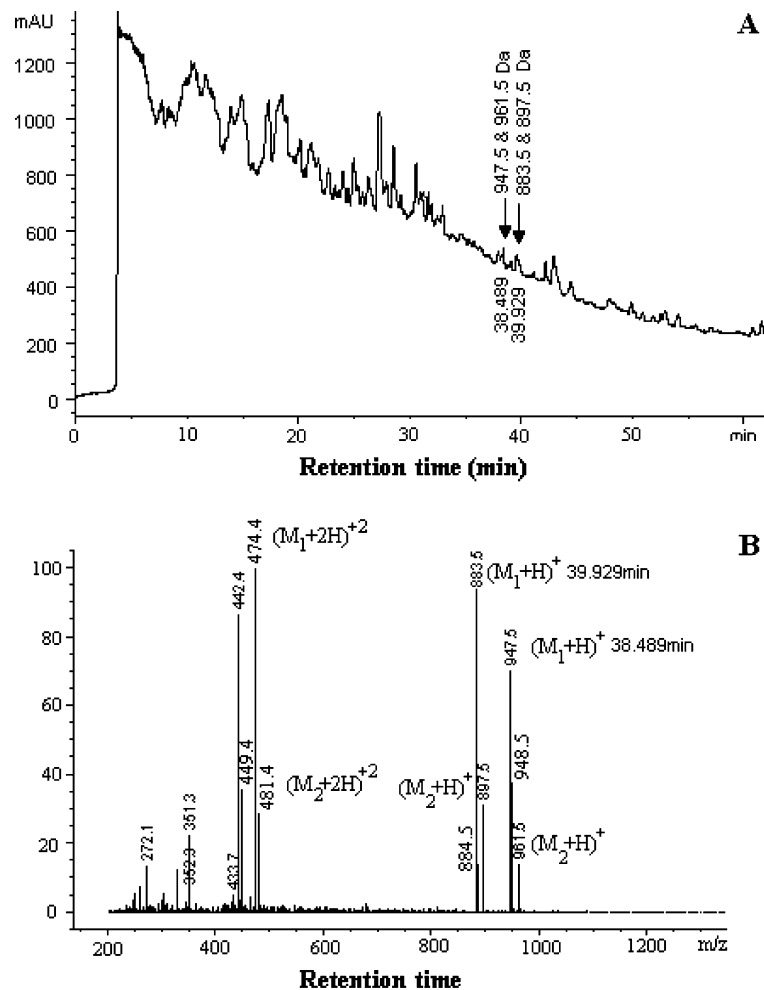 A
mAU
1200
1000
800
600
400
200
0
947.5 & 961.5 Da
883.5 & 897.5 Da
38.489
39.929
0 10 20 30 40 50 min
Retention time (min)
B
100
80
60
40
20
0
474.4 (M1+2H)+2
442.4
883.5 (M1+H)+ 39.929min
947.5 (M1+H)+ 38.489min
449.4
481.4 (M2+2H)+2
(M2+H)+ 897.5
948.5
351.3
352.3
272.1
433.7
884.5
961.5 (M2+H)+
200 400 600 800 1000 1200 m/z
Retention time